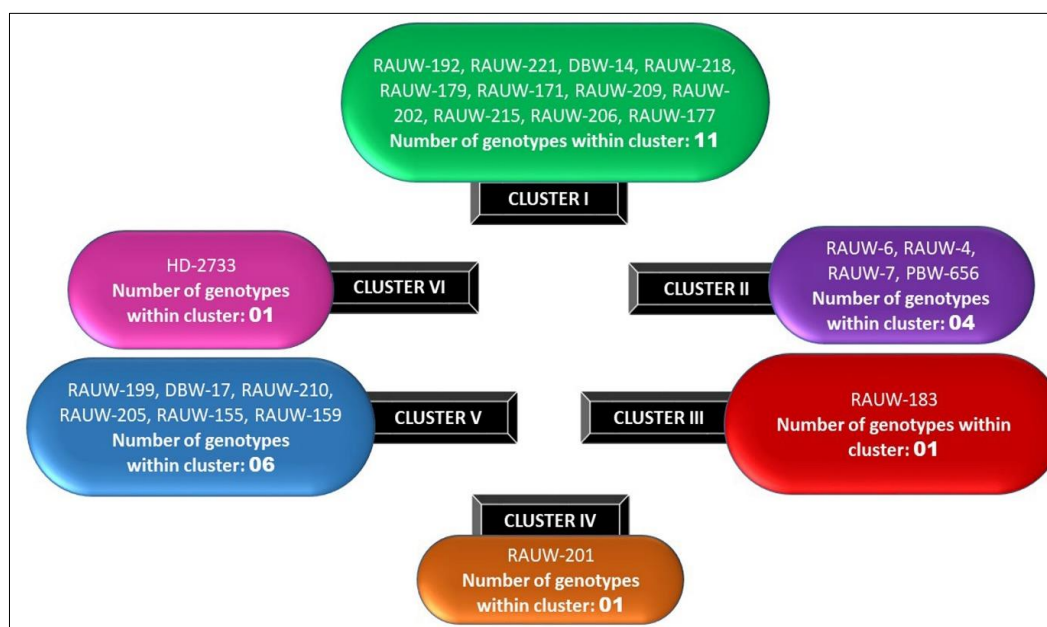 RAUW-192, RAUW-221, DBW-14, RAUW-218,
RAUW-179, RAUW-171, RAUW-209, RAUW-
202, RAUW-215, RAUW-206, RAUW-177
Number of genotypes within cluster: 11
CLUSTER I
HD-2733
Number of genotypes
within cluster: 01
CLUSTER VI
CLUSTER II
RAUW-6, RAUW-4,
RAUW-7, PBW-656
Number of genotypes
within cluster: 04
RAUW-199, DBW-17, RAUW-210,
RAUW-205, RAUW-155, RAUW-159
Number of genotypes
within cluster: 06
CLUSTER V
CLUSTER III
RAUW-183
Number of genotypes within
cluster: 01
CLUSTER IV
RAUW-201
Number of genotypes
within cluster: 01